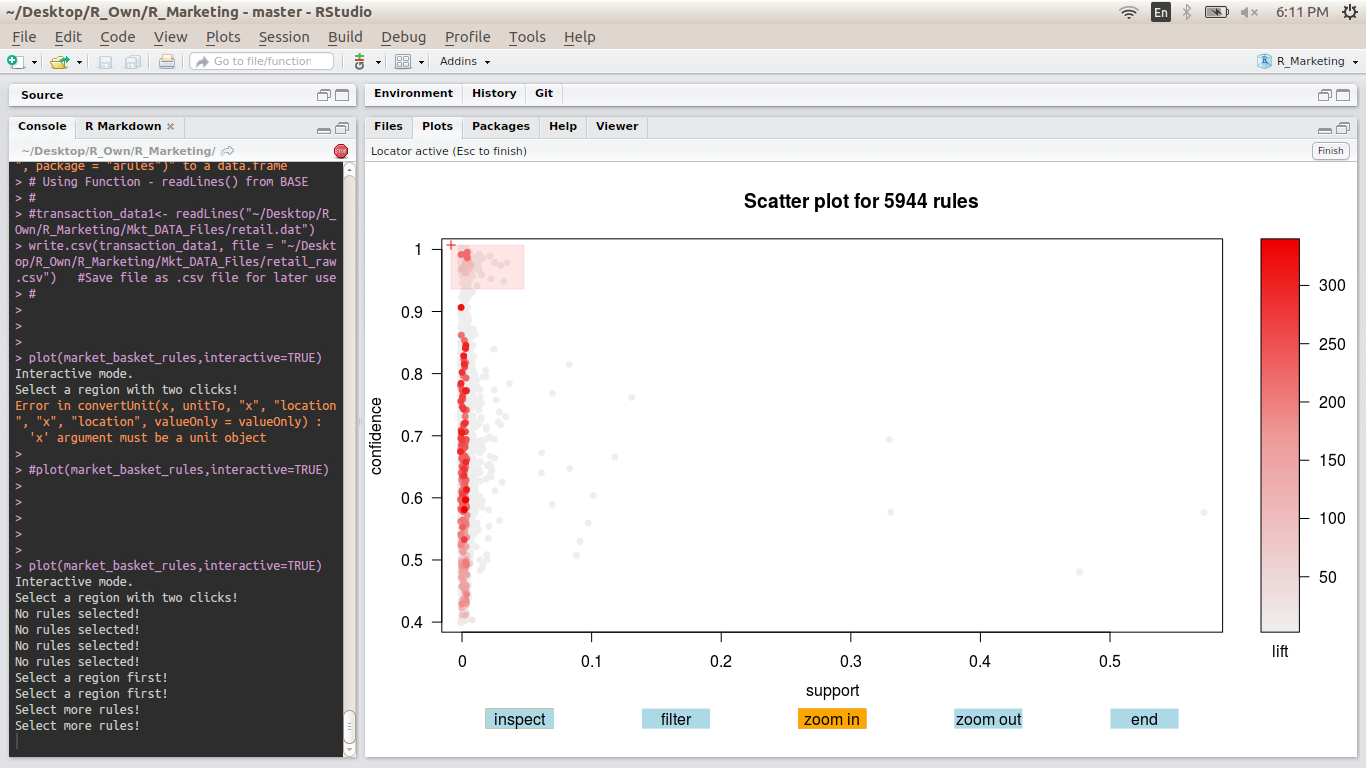 ~/Desktop/R_Own/R_Marketing - master - RStudio
En
6:11 PM
File Edit Code View Plots Session Build Debug Profile Tools Help
Go to file/function
Addins
R_Marketing
Source
Console R Markdown
~/Desktop/R_Own/R_Marketing/
", package = "arules")" to a data.frame
> # Using Function - readLines() from BASE
> #
> #transaction_data1<- readLines("~/Desktop/R_
Own/R_Marketing/Mkt_DATA_Files/retail.dat")
> write.csv(transaction_data1, file = "~/Deskt
op/R_Own/R_Marketing/Mkt_DATA_Files/retail_raw
.csv")   #Save file as .csv file for later use
> #
>
>
>
> plot(market_basket_rules,interactive=TRUE)
Interactive mode.
Select a region with two clicks!
Error in convertUnit(x, unitTo, "x", "location
", "x", "location", valueOnly = valueOnly) :
  'x' argument must be a unit object
>
> #plot(market_basket_rules,interactive=TRUE)
>
>
>
>
>
> plot(market_basket_rules,interactive=TRUE)
Interactive mode.
Select a region with two clicks!
No rules selected!
No rules selected!
No rules selected!
No rules selected!
Select a region first!
Select a region first!
Select more rules!
Select more rules!
Environment History Git
Files Plots Packages Help Viewer
Locator active (Esc to finish)
Finish
Scatter plot for 5944 rules
confidence
1
0.9
0.8
0.7
0.6
0.5
0.4
0 0.1 0.2 0.3 0.4 0.5
support
300
250
200
150
100
50
lift
inspect filter zoom in zoom out end